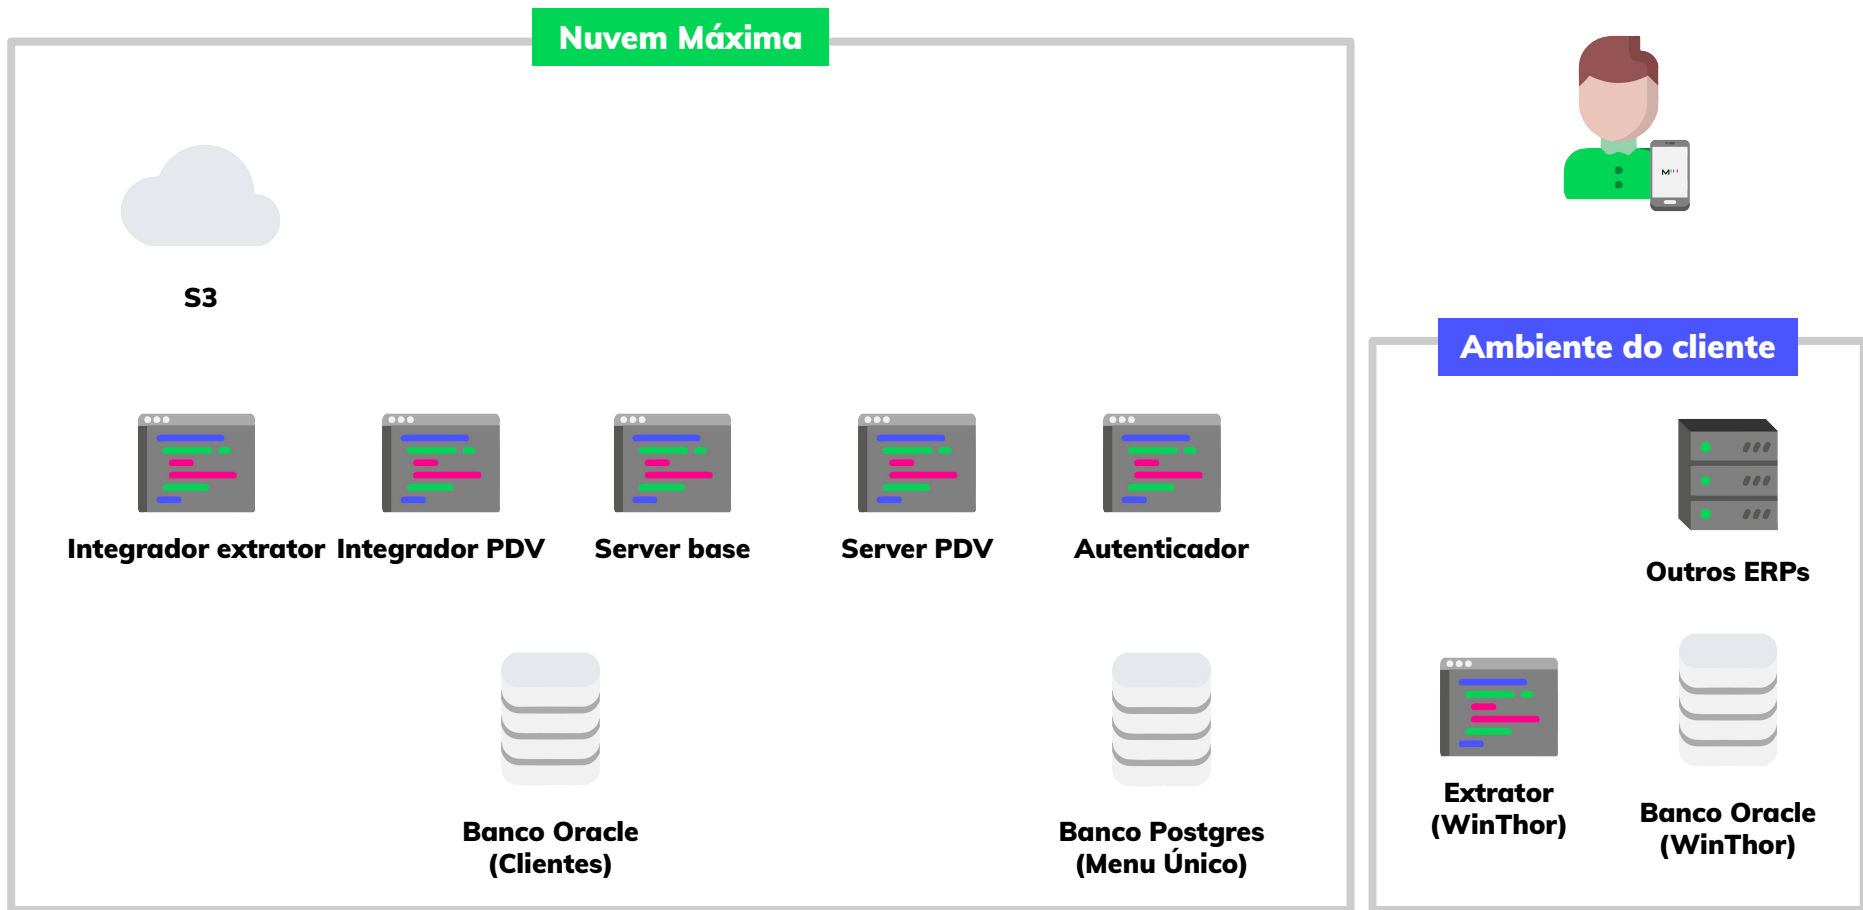 Nuvem Máxima
S3
Integrador extrator
Integrador PDV
Server base
Server PDV
Autenticador
Banco Oracle
(Clientes)
Banco Postgres
(Menu Único)
M
Ambiente do cliente
Outros ERPs
Extrator
(WinThor)
Banco Oracle
(WinThor)